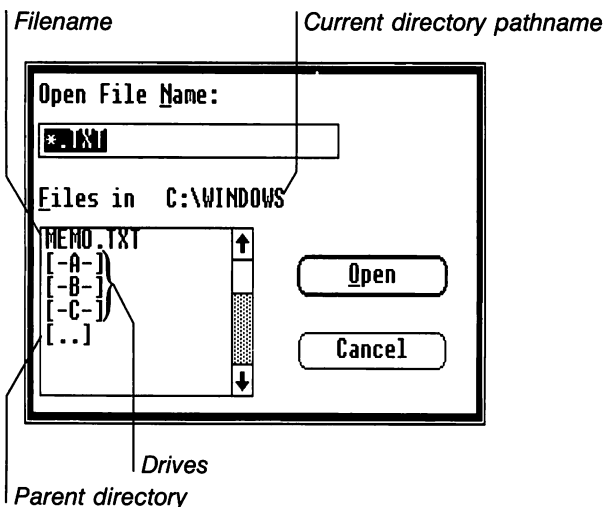 Filename
Current directory pathname
Open File Name:
*.TXT
Files in C:\WINDOWS
MEMO.TXT
[-A-]
[-B-]
[-C-]
[..]
Open
Cancel
Drives
Parent directory